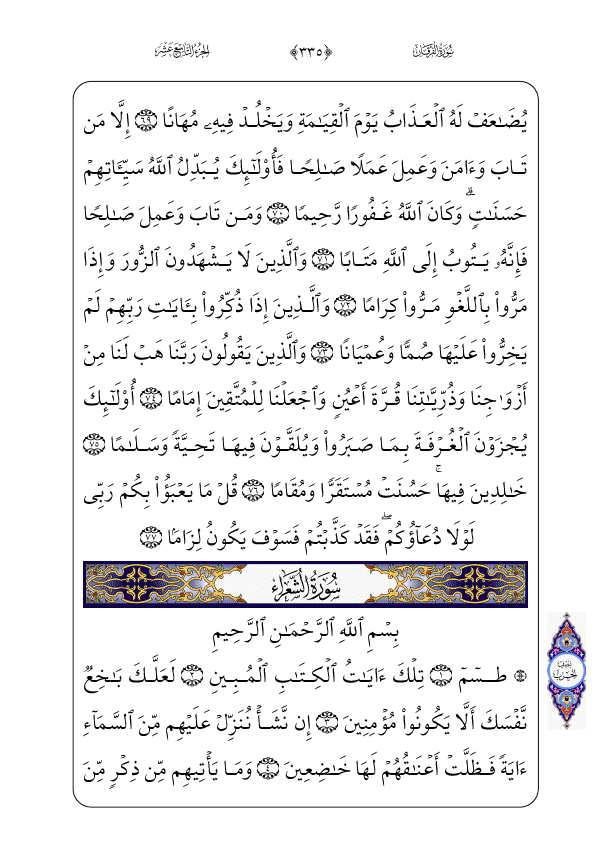 سُورَةُ الفُرْقَان ﴿٣٣٥﴾ الجُزْءُ التَّاسِعَ عَشَرَ
يُضَٰعَفۡ لَهُ ٱلۡعَذَابُ يَوۡمَ ٱلۡقِيَٰمَةِ وَيَخۡلُدۡ فِيهِۦ مُهَانًا ٦٩ إِلَّا مَن
تَابَ وَءَامَنَ وَعَمِلَ عَمَلٗا صَٰلِحٗا فَأُوْلَٰٓئِكَ يُبَدِّلُ ٱللَّهُ سَيِّـَٔاتِهِمۡ
حَسَنَٰتٖۗ وَكَانَ ٱللَّهُ غَفُورٗا رَّحِيمٗا ٧٠ وَمَن تَابَ وَعَمِلَ صَٰلِحٗا
فَإِنَّهُۥ يَتُوبُ إِلَى ٱللَّهِ مَتَابٗا ٧١ وَٱلَّذِينَ لَا يَشۡهَدُونَ ٱلزُّورَ وَإِذَا
مَرُّواْ بِٱللَّغۡوِ مَرُّواْ كِرَامٗا ٧٢ وَٱلَّذِينَ إِذَا ذُكِّرُواْ بِـَٔايَٰتِ رَبِّهِمۡ لَمۡ
يَخِرُّواْ عَلَيۡهَا صُمّٗا وَعُمۡيَانٗا ٧٣ وَٱلَّذِينَ يَقُولُونَ رَبَّنَا هَبۡ لَنَا مِنۡ
أَزۡوَٰجِنَا وَذُرِّيَّٰتِنَا قُرَّةَ أَعۡيُنٖ وَٱجۡعَلۡنَا لِلۡمُتَّقِينَ إِمَامًا ٧٤ أُوْلَٰٓئِكَ
يُجۡزَوۡنَ ٱلۡغُرۡفَةَ بِمَا صَبَرُواْ وَيُلَقَّوۡنَ فِيهَا تَحِيَّةٗ وَسَلَٰمًا ٧٥
خَٰلِدِينَ فِيهَاۚ حَسُنَتۡ مُسۡتَقَرّٗا وَمُقَامٗا ٧٦ قُلۡ مَا يَعۡبَؤُاْ بِكُمۡ رَبِّي
لَوۡلَا دُعَآؤُكُمۡۖ فَقَدۡ كَذَّبۡتُمۡ فَسَوۡفَ يَكُونُ لِزَامَۢا ٧٧
سُورَةُ الشُّعَرَاء
بِسۡمِ ٱللَّهِ ٱلرَّحۡمَٰنِ ٱلرَّحِيمِ
۞ طسٓمٓ ١ تِلۡكَ ءَايَٰتُ ٱلۡكِتَٰبِ ٱلۡمُبِينِ ٢ لَعَلَّكَ بَٰخِعٞ
نَّفۡسَكَ أَلَّا يَكُونُواْ مُؤۡمِنِينَ ٣ إِن نَّشَأۡ نُنَزِّلۡ عَلَيۡهِم مِّنَ ٱلسَّمَآءِ
ءَايَةٗ فَظَلَّتۡ أَعۡنَٰقُهُمۡ لَهَا خَٰضِعِينَ ٤ وَمَا يَأۡتِيهِم مِّن ذِكۡرٖ مِّنَ
نِصْفُ
الحِزْب